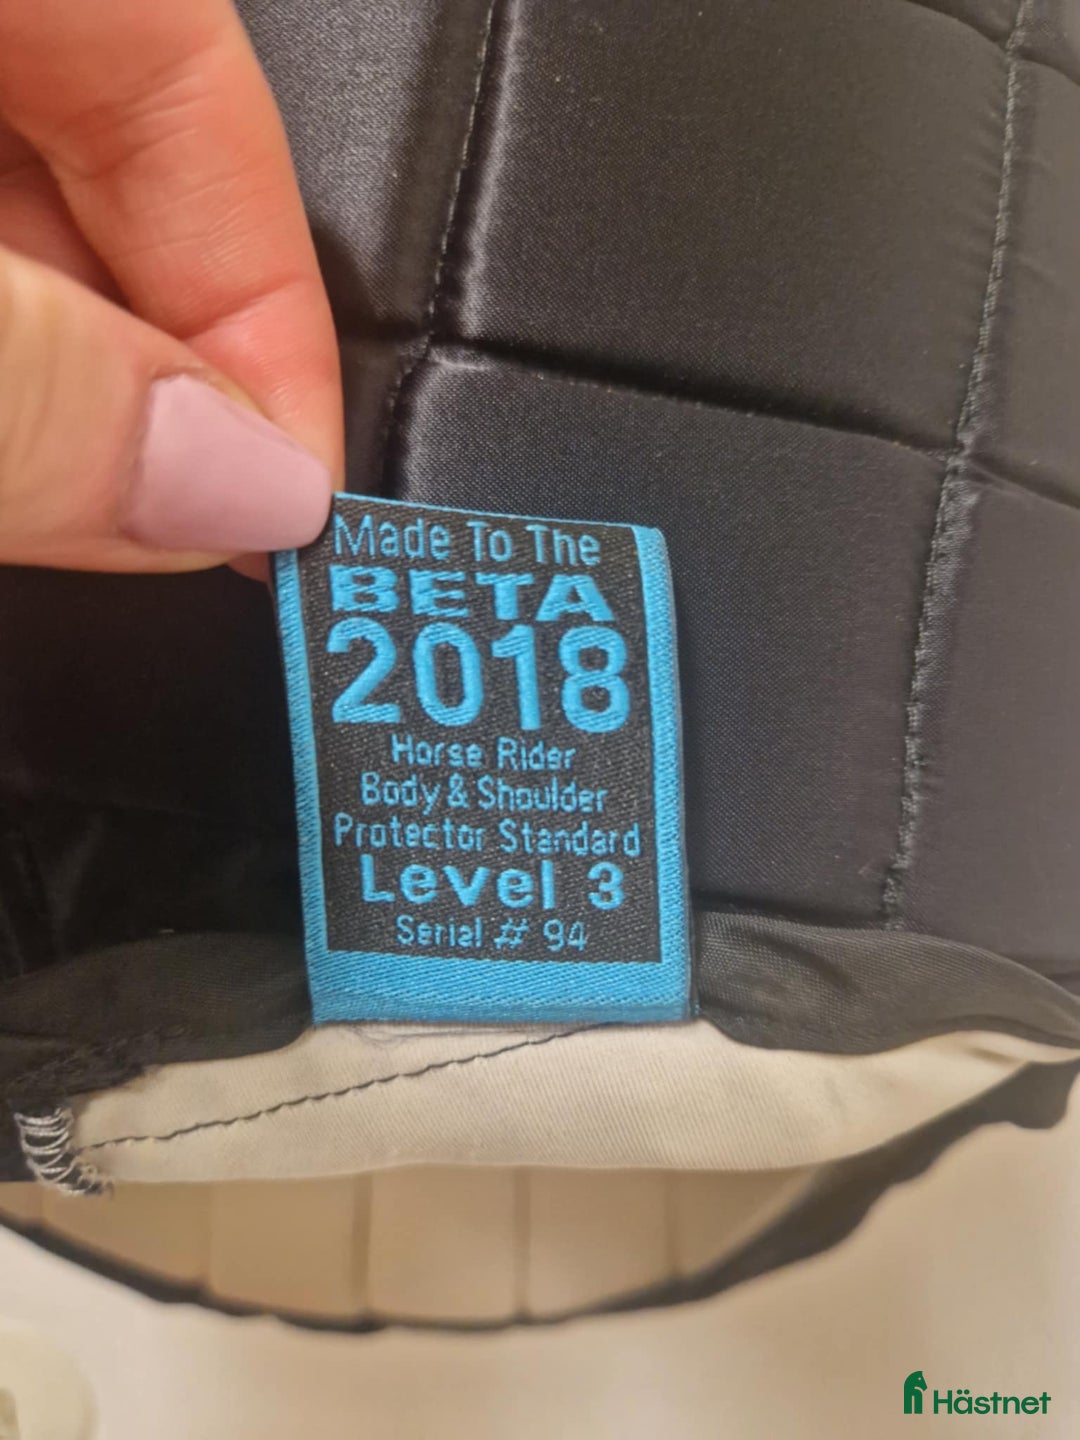 Made To The
BETA
2018
Horse Rider
Body & Shoulder
Protector Standard
Level 3
Serial # 94
Hästnet